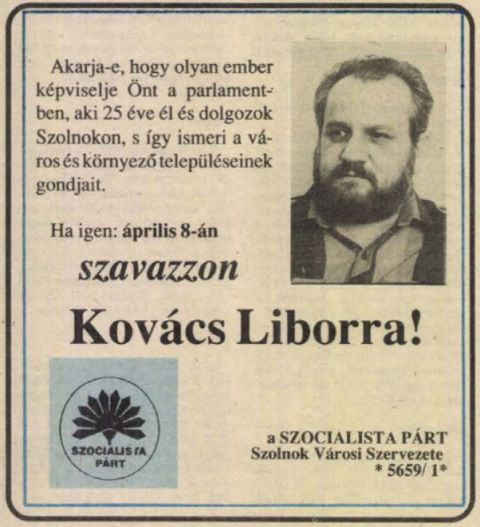 Akarja-e, hogy olyan ember
képviselje Önt a parlament-
ben, aki 25 éve él és dolgozok
Szolnokon, s így ismeri a vá-
ros és környező településeinek
gondjait.
Ha igen: április 8-án
szavazzon
Kovács Liborra!
SZOCIALISTA
PÁRT
a SZOCIALISTA PÁRT
Szolnok Városi Szervezete
* 5659/ 1*